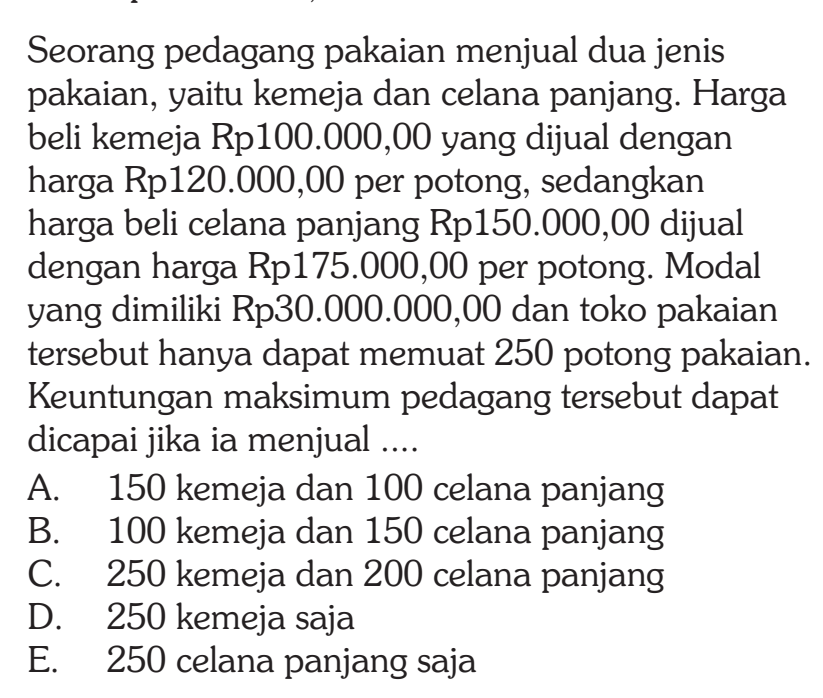 Seorang pedagang pakaian menjual dua jenis
pakaian, yaitu kemeja dan celana panjang. Harga
beli kemeja Rp100.000,00 yang dijual dengan
harga Rp120.000,00 per potong, sedangkan
harga beli celana panjang Rp150.000,00 dijual
dengan harga Rp175.000,00 per potong. Modal
yang dimiliki Rp30.000.000,00 dan toko pakaian
tersebut hanya dapat memuat 250 potong pakaian.
Keuntungan maksimum pedagang tersebut dapat
dicapai jika ia menjual ....
A. 150 kemeja dan 100 celana panjang
B. 100 kemeja dan 150 celana panjang
C. 250 kemeja dan 200 celana panjang
D. 250 kemeja saja
E. 250 celana panjang saja